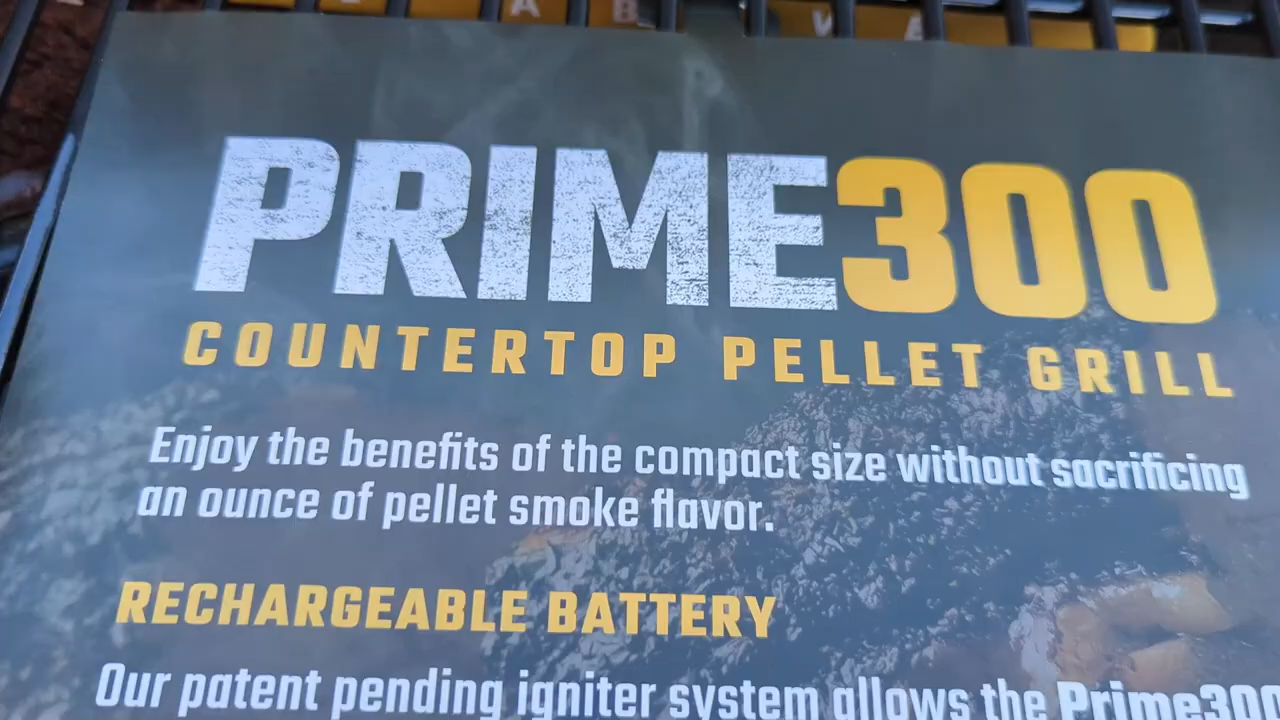 PRIME300
COUNTERTOP PELLET GRILL
Enjoy the benefits of the compact size without sacrificing
an ounce of pellet smoke flavor.
RECHARGEABLE BATTERY
Our patent pending igniter system allows the Prime300